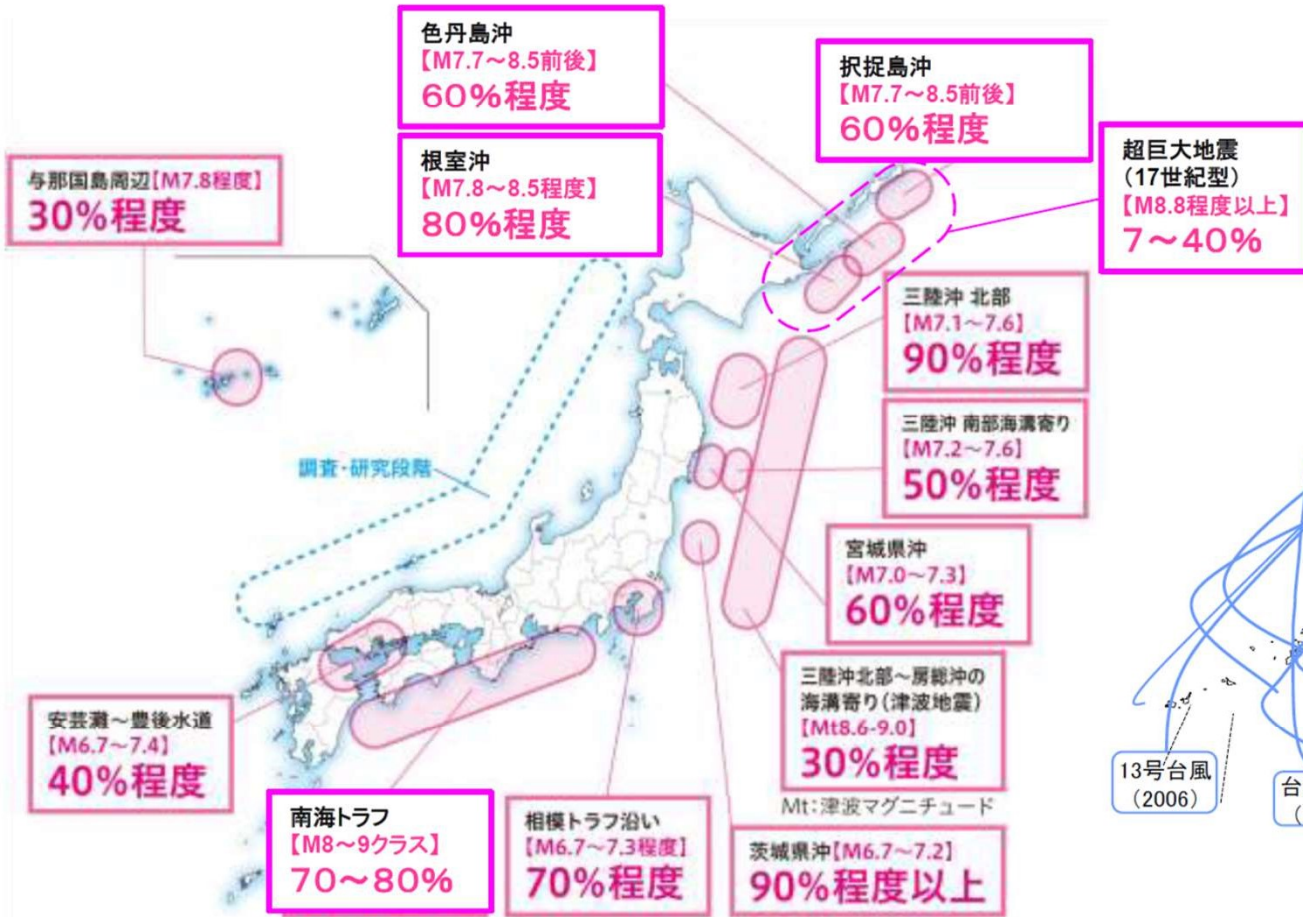 色丹島沖
【M7.7～8.5前後】
60%程度
択捉島沖
【M7.7～8.5前後】
60%程度
根室沖
【M7.8～8.5程度】
80%程度
超巨大地震
（17世紀型）
【M8.8程度以上】
7～40%
与那国島周辺【M7.8程度】
30%程度
三陸沖 北部
【M7.1～7.6】
90%程度
三陸沖 南部海溝寄り
【M7.2～7.6】
50%程度
調査・研究段階
宮城県沖
【M7.0～7.3】
60%程度
三陸沖北部～房総沖の
海溝寄り(津波地震)
【Mt8.6-9.0】
30%程度
Mt：津波マグニチュード
安芸灘～豊後水道
【M6.7～7.4】
40%程度
南海トラフ
【M8～9クラス】
70～80%
相模トラフ沿い
【M6.7～7.3程度】
70%程度
茨城県沖【M6.7～7.2】
90%程度以上
13号台風
（2006）
台
（